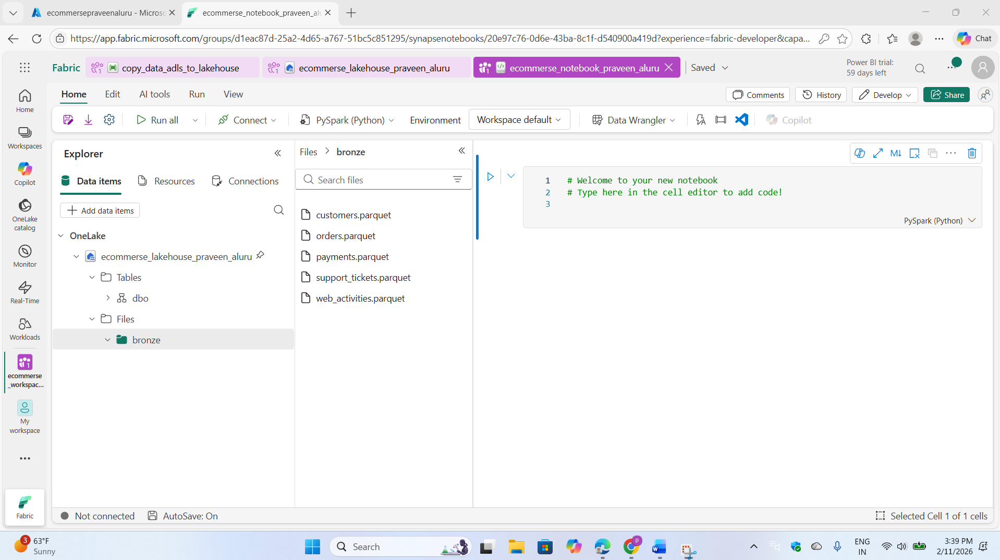 ecommersepraveenaluru - Microso
ecommerse_notebook_praveen_alu
https://app.fabric.microsoft.com/groups/d1eac87d-25a2-4d65-a767-51bc5c851295/synapsenotebooks/20e97c76-0d6e-43ba-8c1f-d540900a419d?experience=fabric-developer&capa...
Chat
Fabric
copy_data_adls_to_lakehouse
ecommerse_lakehouse_praveen_aluru
ecommerse_notebook_praveen_aluru
Saved
Power BI trial:
59 days left
Home
Edit
AI tools
Run
View
Comments
History
Develop
Share
Run all
Connect
PySpark (Python)
Environment
Workspace default
Data Wrangler
Copilot
Home
Workspaces
Copilot
OneLake
catalog
Monitor
Real-Time
Workloads
1
ecommerse
_workspac...
My
workspace
Fabric
Explorer
Data items
Resources
Connections
Add data items
OneLake
ecommerse_lakehouse_praveen_aluru
Tables
dbo
Files
bronze
Files
bronze
Search files
customers.parquet
orders.parquet
payments.parquet
support_tickets.parquet
web_activities.parquet
M↓
1 # Welcome to your new notebook
2 # Type here in the cell editor to add code!
3
PySpark (Python)
Not connected
AutoSave: On
Selected Cell 1 of 1 cells
3
63°F
Sunny
Search
P
W
ENG
IN
3:39 PM
2/11/2026